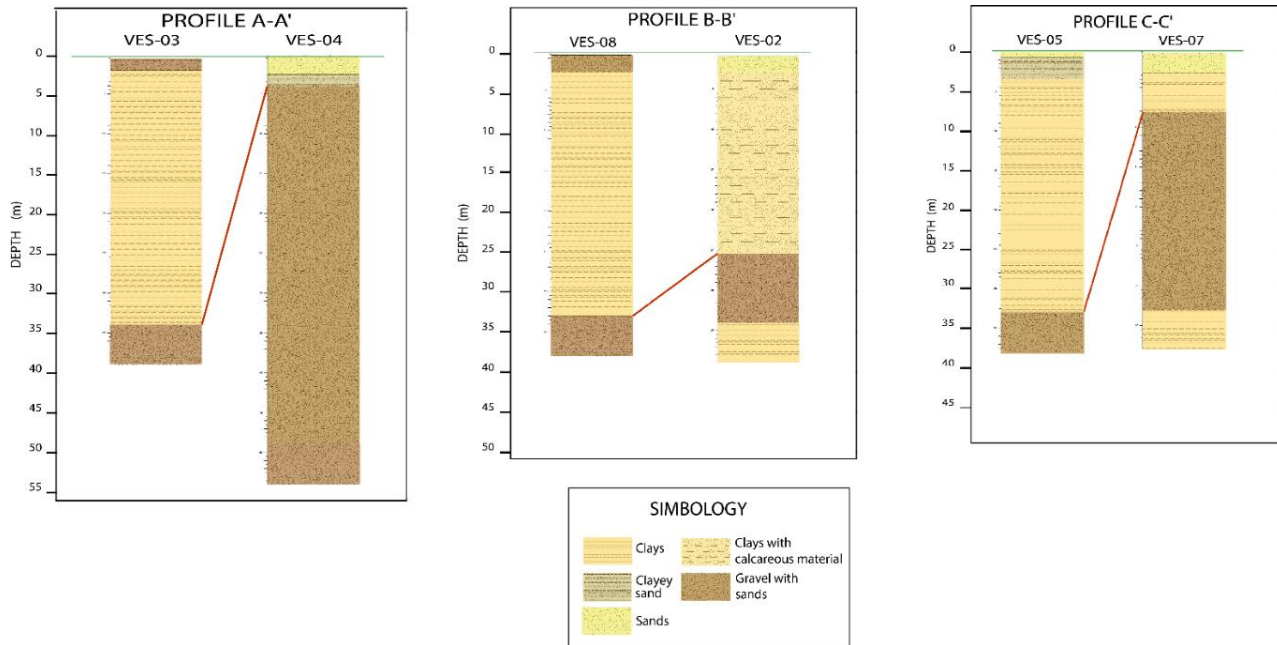 PROFILE A-A'
VES-03 VES-04
0
5
10
15
20
25
30
35
40
45
50
55
DEPTH (m)
PROFILE B-B'
VES-08 VES-02
0
5
10
15
20
25
30
35
40
45
50
DEPTH (m)
PROFILE C-C'
VES-05 VES-07
0
5
10
15
20
25
30
35
40
45
DEPTH (m)
SIMBOLOGY
Clays
Clays with
calcareous material
Clayey
sand
Gravel with
sands
Sands